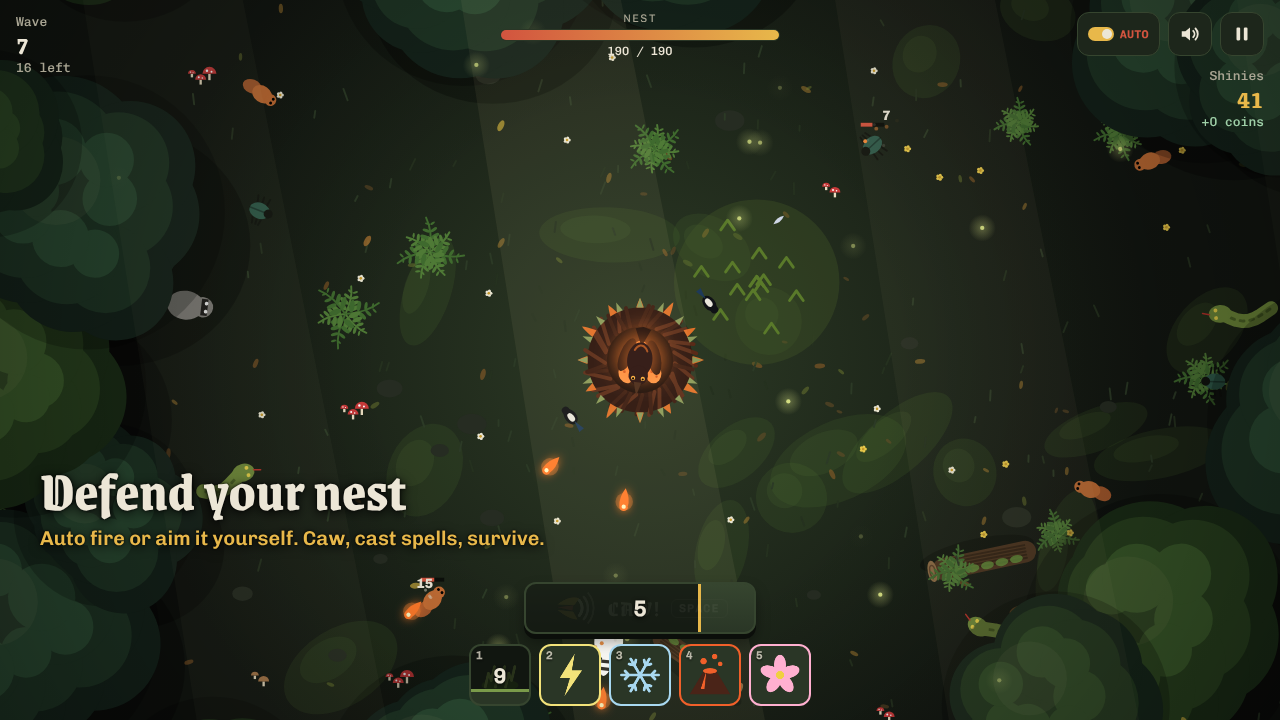 Wave
7
16 left
NEST
190 / 190
AUTO
Shinies
41
+0 coins
7
Defend your nest
Auto fire or aim it yourself. Caw, cast spells, survive.
15
5
SPACE
1
9
2
3
4
5